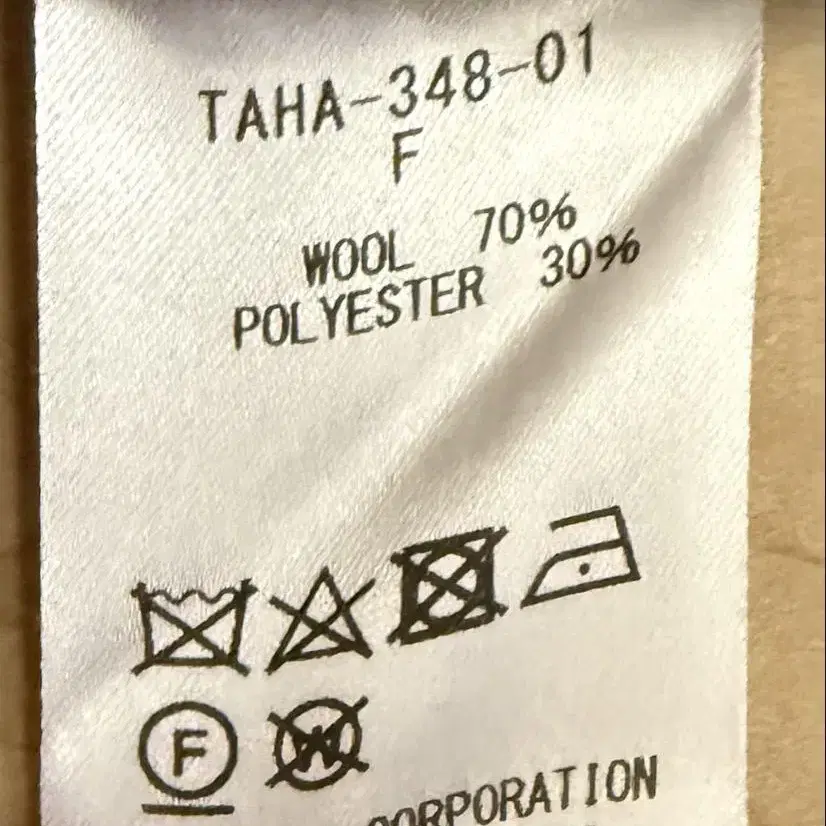 TAHA-348-01
F
WOOL 70%
POLYESTER 30%
F W
CORPORATION